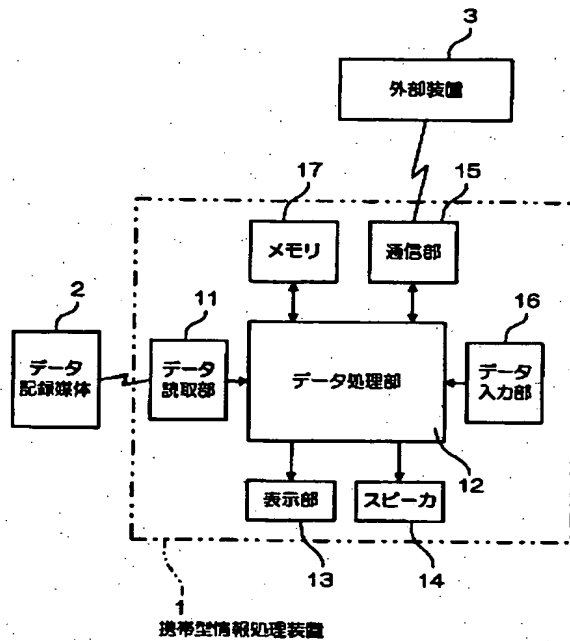 3
外部装置
17
15
メモリ
通信部
2
11
16
データ
記録媒体
データ
読取部
データ処理部
データ
入力部
12
表示部
スピーカ
13
14
1
携帯型情報処理装置